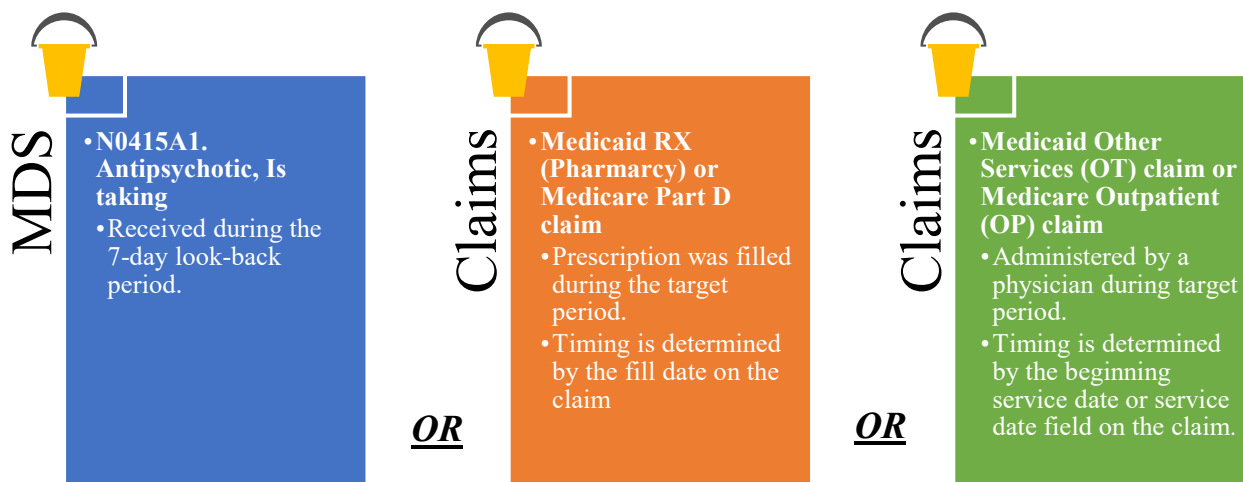 MDS
• N0415A1.
Antipsychotic, Is
taking
• Received during the
7-day look-back
period.
OR
Claims
• Medicaid RX
(Pharmarcy) or
Medicare Part D
claim
• Prescription was filled
during the target
period.
• Timing is determined
by the fill date on the
claim
OR
Claims
• Medicaid Other
Services (OT) claim or
Medicare Outpatient
(OP) claim
• Administered by a
physician during target
period.
• Timing is determined
by the beginning
service date or service
date field on the claim.